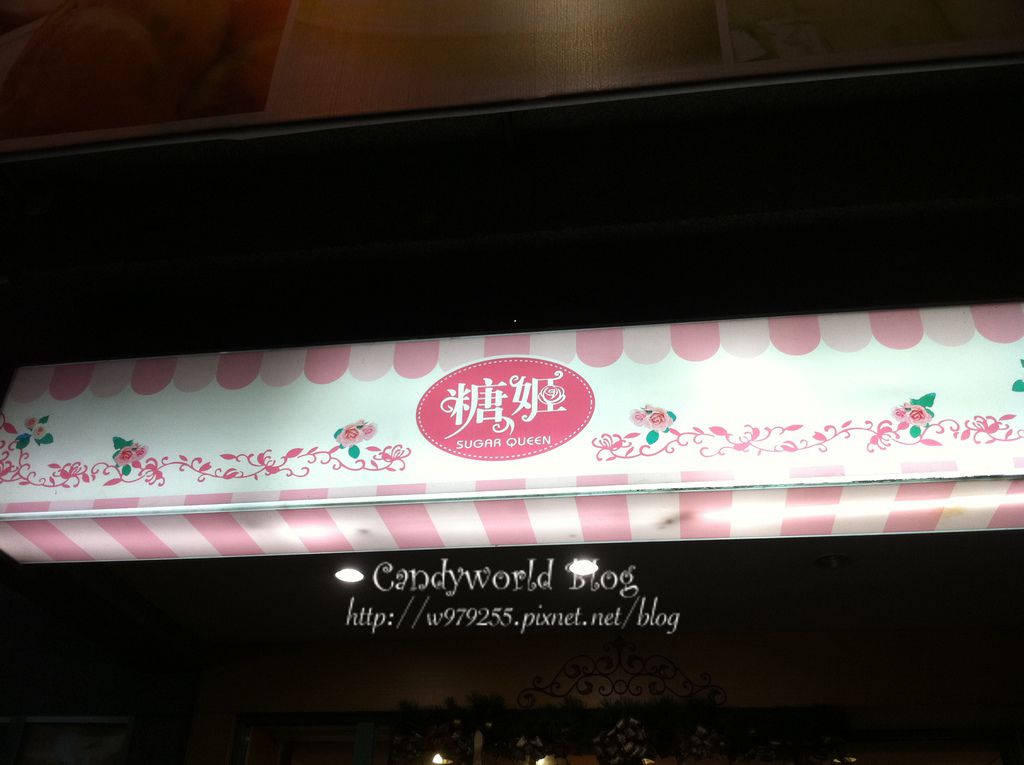 糖姬
SUGAR QUEEN
Candyworld Blog
http://w979255.pixnet.net/blog